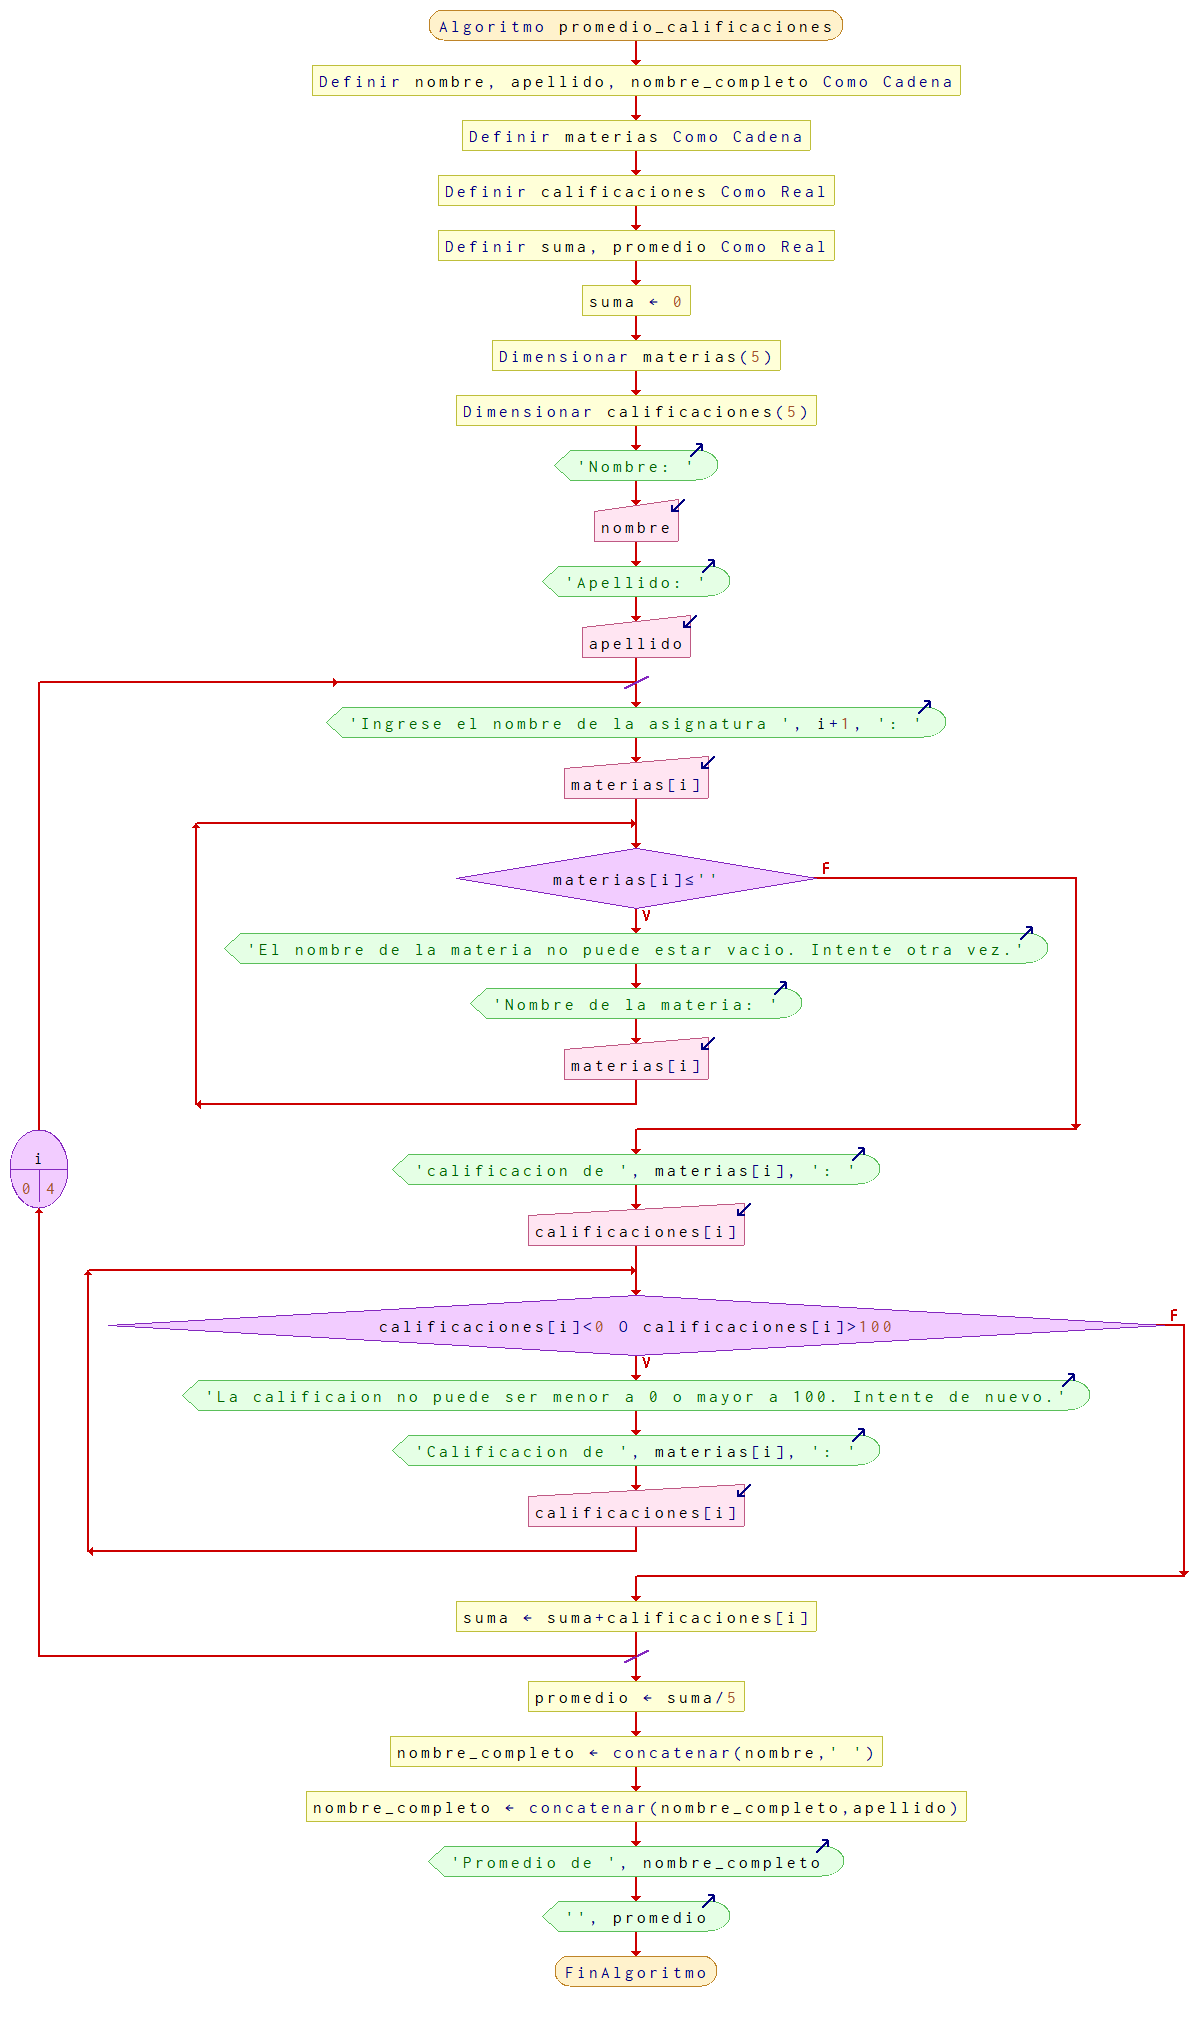 Algoritmo promedio_calificaciones
Definir nombre, apellido, nombre_completo Como Cadena
Definir materias Como Cadena
Definir calificaciones Como Real
Definir suma, promedio Como Real
suma ← 0
Dimensionar materias(5)
Dimensionar calificaciones(5)
'Nombre: '
nombre
'Apellido: '
apellido
'Ingrese el nombre de la asignatura ', i+1, ': '
materias[i]
materias[i]≤''
F
V
'El nombre de la materia no puede estar vacio. Intente otra vez.'
'Nombre de la materia: '
materias[i]
i
0 4
'calificacion de ', materias[i], ': '
calificaciones[i]
calificaciones[i]<0 O calificaciones[i]>100
F
V
'La calificaion no puede ser menor a 0 o mayor a 100. Intente de nuevo.'
'Calificacion de ', materias[i], ': '
calificaciones[i]
suma ← suma+calificaciones[i]
promedio ← suma/5
nombre_completo ← concatenar(nombre,' ')
nombre_completo ← concatenar(nombre_completo,apellido)
'Promedio de ', nombre_completo
'', promedio
FinAlgoritmo